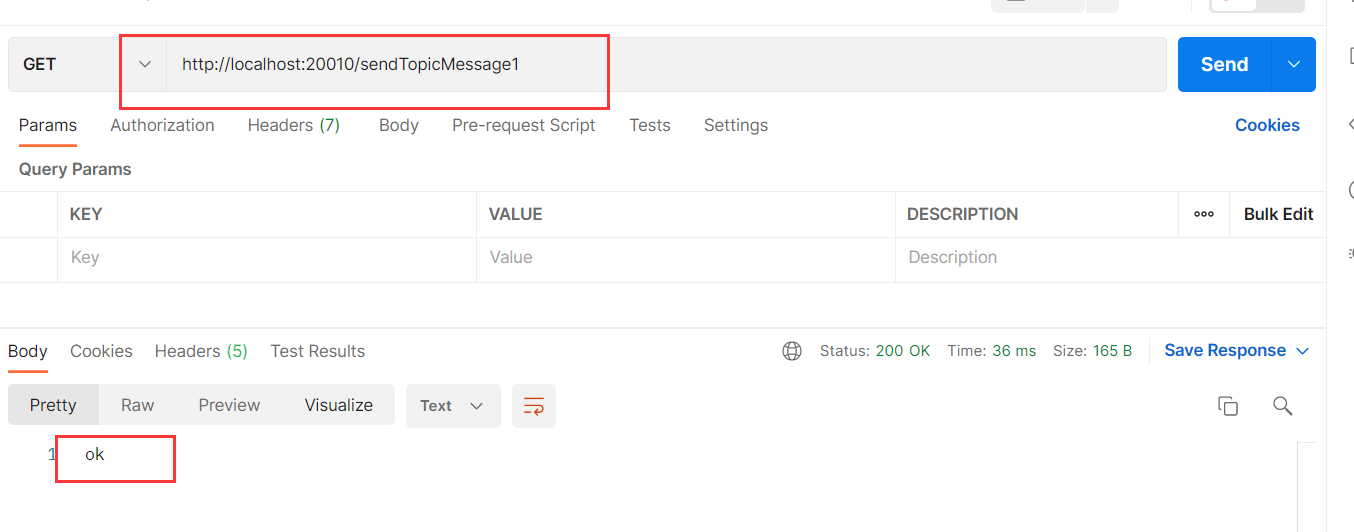 GET http://localhost:20010/sendTopicMessage1 Send
Params Authorization Headers (7) Body Pre-request Script Tests Settings Cookies
Query Params
KEY VALUE DESCRIPTION Bulk Edit
Key Value Description
Body Cookies Headers (5) Test Results Status: 200 OK Time: 36 ms Size: 165 B Save Response
Pretty Raw Preview Visualize Text
1 ok